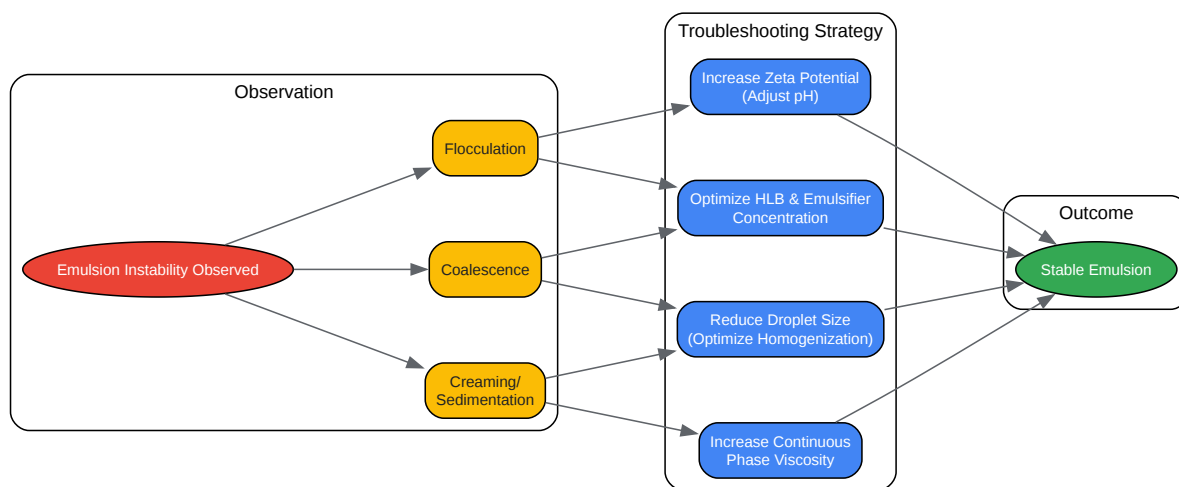 Observation
Emulsion Instability Observed
Flocculation
Coalescence
Creaming/
Sedimentation
Troubleshooting Strategy
Increase Zeta Potential
(Adjust pH)
Optimize HLB & Emulsifier
Concentration
Reduce Droplet Size
(Optimize Homogenization)
Increase Continuous
Phase Viscosity
Outcome
Stable Emulsion